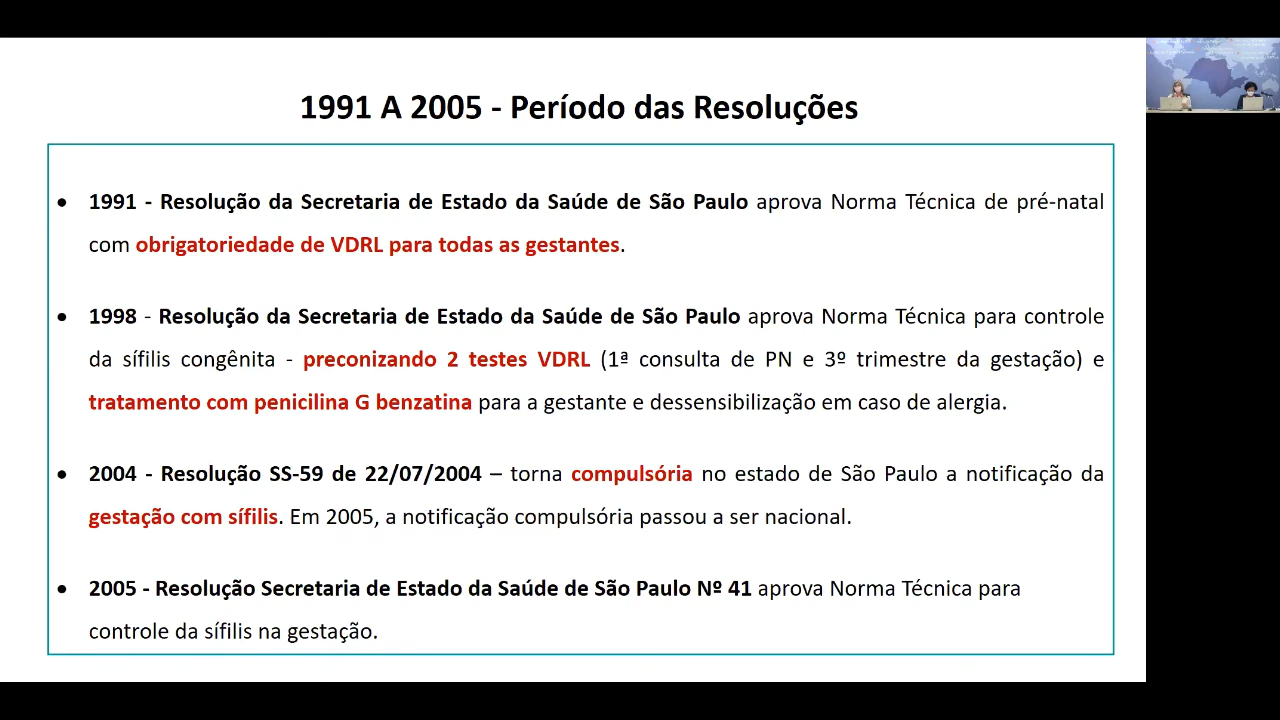 1991 A 2005 - Período das Resoluções
• 1991 - Resolução da Secretaria de Estado da Saúde de São Paulo aprova Norma Técnica de pré-natal
com obrigatoriedade de VDRL para todas as gestantes.
• 1998 - Resolução da Secretaria de Estado da Saúde de São Paulo aprova Norma Técnica para controle
da sífilis congênita - preconizando 2 testes VDRL (1ª consulta de PN e 3º trimestre da gestação) e
tratamento com penicilina G benzatina para a gestante e dessensibilização em caso de alergia.
• 2004 - Resolução SS-59 de 22/07/2004 – torna compulsória no estado de São Paulo a notificação da
gestação com sífilis. Em 2005, a notificação compulsória passou a ser nacional.
• 2005 - Resolução Secretaria de Estado da Saúde de São Paulo Nº 41 aprova Norma Técnica para
controle da sífilis na gestação.